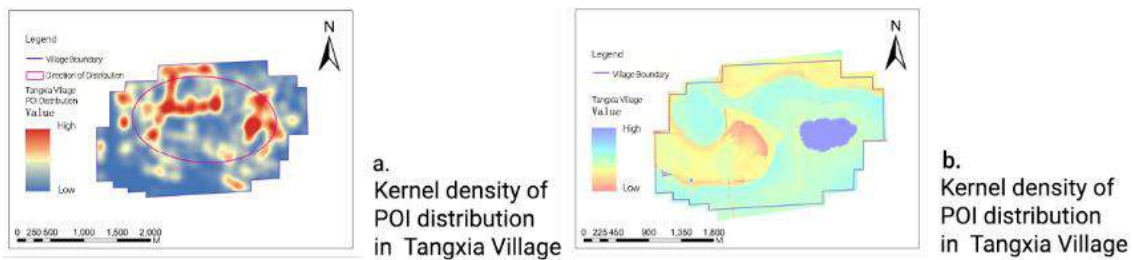 N
Legend
Village Boundary
Direction of Distribution
Tangxia Village
POI Distribution
Value
High
Low
0 250 500 1,000 1,500 2,000
M
a.
Kernel density of
POI distribution
in Tangxia Village
N
Legend
Village Boundary
Tangxia Village
Value
High
Low
0 225 450 900 1,350 1,800
M
b.
Kernel density of
POI distribution
in Tangxia Village